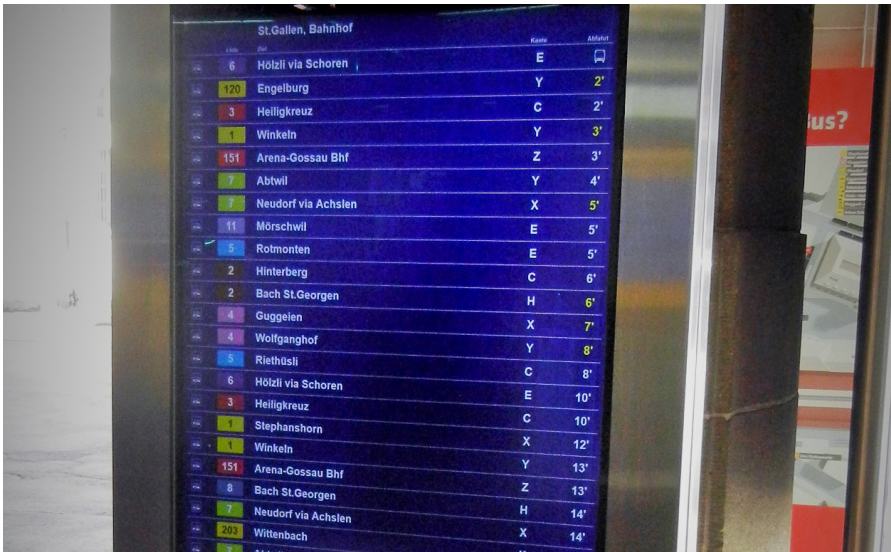 St.Gallen, Bahnhof
Linie Ziel Kante Abfahrt
6 Hölzli via Schoren E
120 Engelburg Y 2'
3 Heiligkreuz C 2'
1 Winkeln Y 3'
151 Arena-Gossau Bhf Z 3'
7 Abtwil Y 4'
7 Neudorf via Achslen X 5'
11 Mörschwil E 5'
5 Rotmonten E 5'
2 Hinterberg C 6'
2 Bach St.Georgen H 6'
4 Guggeien X 7'
4 Wolfganghof Y 8'
5 Riethüsli C 8'
6 Hölzli via Schoren E 10'
3 Heiligkreuz C 10'
1 Stephanshorn X 12'
1 Winkeln Y 13'
151 Arena-Gossau Bhf Z 13'
8 Bach St.Georgen H 14'
7 Neudorf via Achslen X 14'
203 Wittenbach
7
Bus?